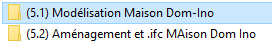 (5.1) Modélisation Maison Dom-Ino
(5.2) Aménagement et .ifc MAison Dom Ino